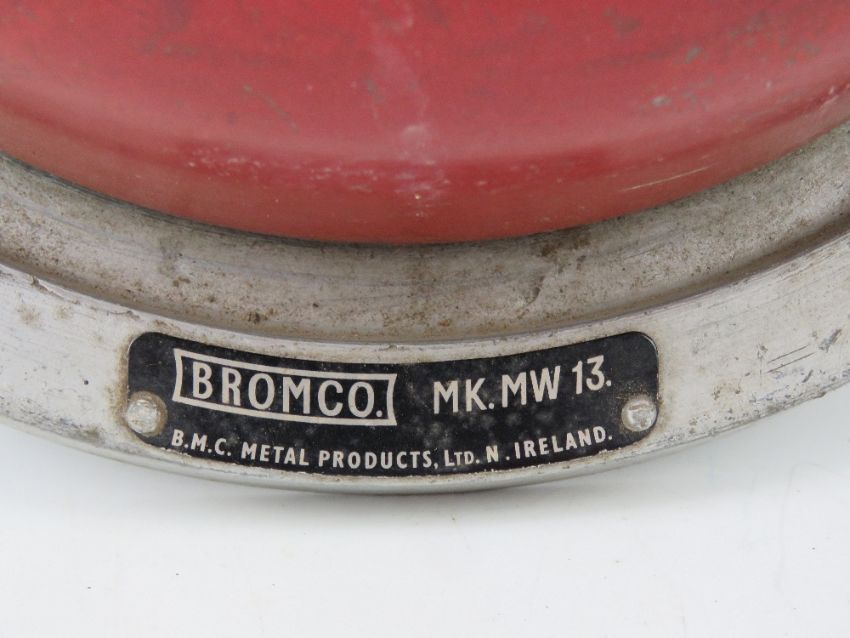 BROMCO. MK. MW 13.
B.M.C. METAL PRODUCTS, LTD. N. IRELAND.